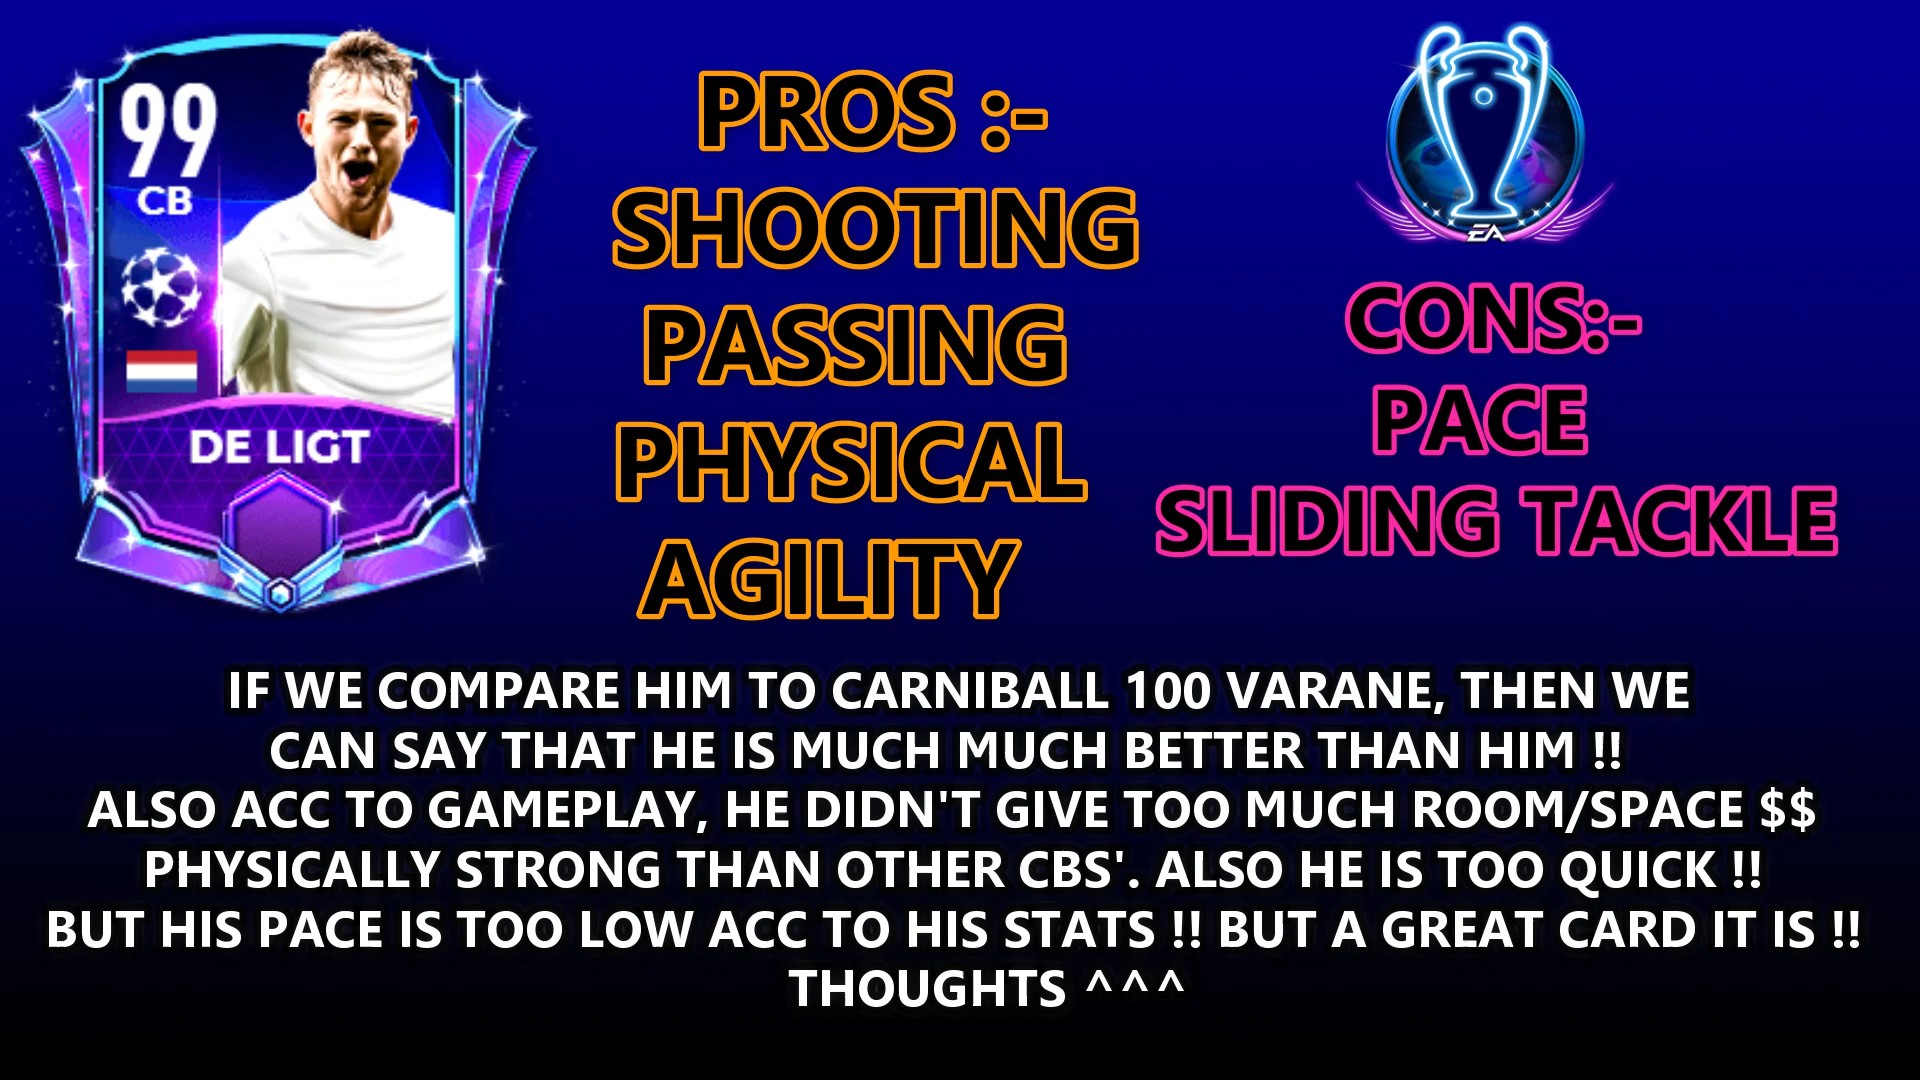 99
CB
DE LIGT
PROS :-
SHOOTING
PASSING
PHYSICAL
AGILITY
EA
CONS:-
PACE
SLIDING TACKLE
IF WE COMPARE HIM TO CARNIBALL 100 VARANE, THEN WE
CAN SAY THAT HE IS MUCH MUCH BETTER THAN HIM !!
ALSO ACC TO GAMEPLAY, HE DIDN'T GIVE TOO MUCH ROOM/SPACE $$
PHYSICALLY STRONG THAN OTHER CBS'. ALSO HE IS TOO QUICK !!
BUT HIS PACE IS TOO LOW ACC TO HIS STATS !! BUT A GREAT CARD IT IS !!
THOUGHTS ^^^